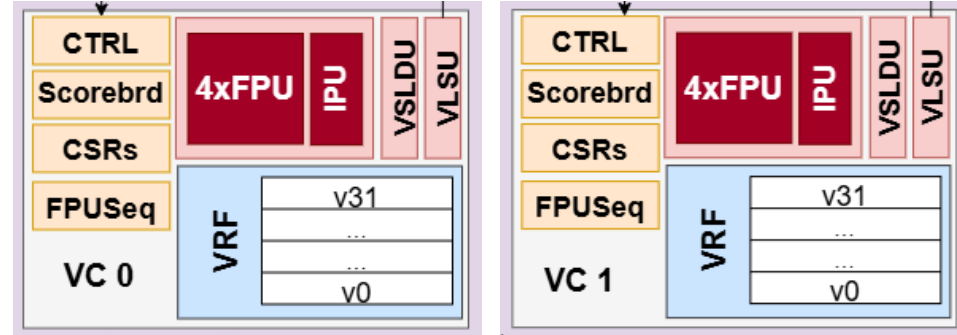 CTRL
Scorebrd
CSRs
FPUSeq
VC 0
4xFPU
IPU
VSLDU
VLSU
VRF
v31
...
...
v0
CTRL
Scorebrd
CSRs
FPUSeq
VC 1
4xFPU
IPU
VSLDU
VLSU
VRF
v31
...
...
v0